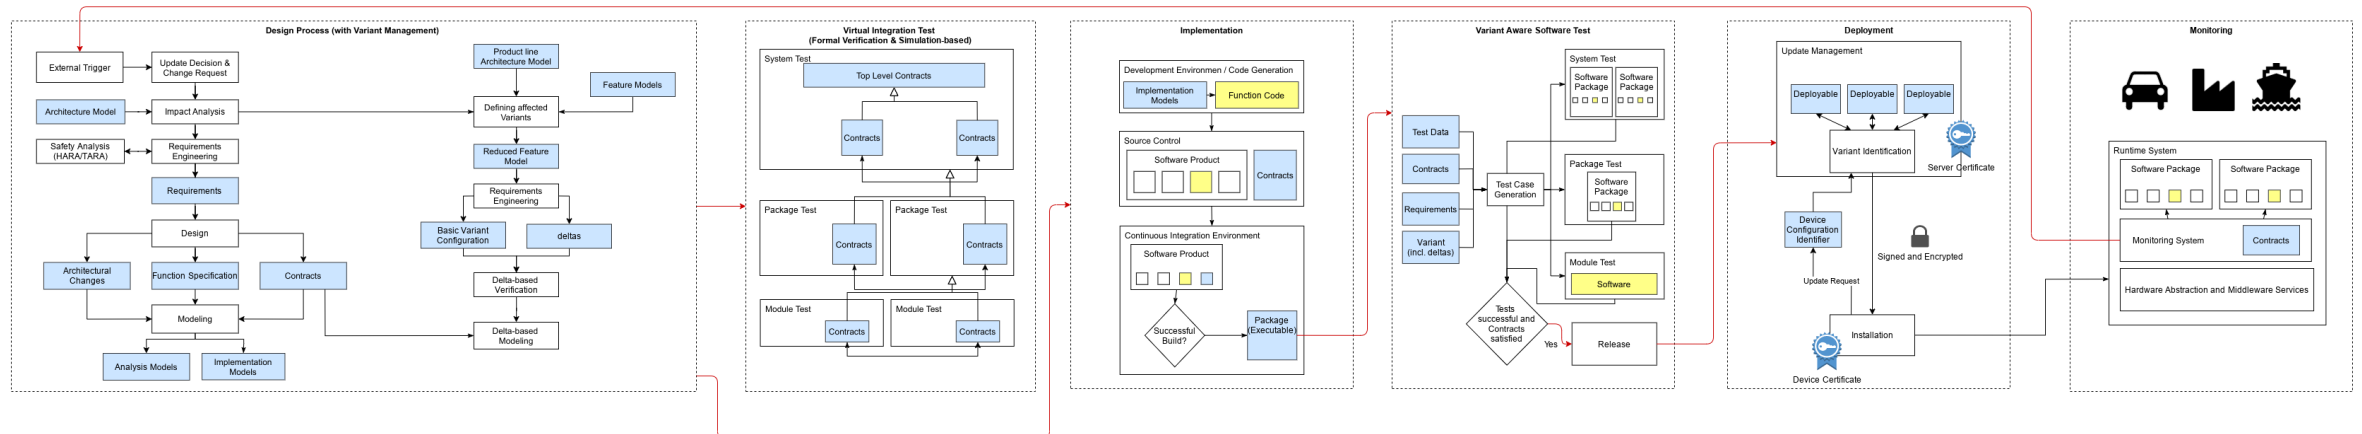 Design Process (with Variant Management)
External Trigger
Update Decision &
Change Request
Product line
Architecture Model
Feature Models
Architecture Model
Impact Analysis
Defining affected
Variants
Safety Analysis
(HARA/TARA)
Requirements
Engineering
Reduced Feature
Model
Requirements
Requirements
Engineering
Design
Basic Variant
Configuration
deltas
Architectural
Changes
Function Specification
Contracts
Delta-based
Verification
Modeling
Delta-based
Modeling
Analysis Models
Implementation
Models
Virtual Integration Test
(Formal Verification & Simulation-based)
System Test
Top Level Contracts
Contracts
Contracts
Package Test
Package Test
Contracts
Contracts
Module Test
Module Test
Contracts
Contracts
Implementation
Development Environmen / Code Generation
Implementation
Models
Function Code
Source Control
Software Product
Contracts
Continuous Integration Environment
Software Product
Successful
Build?
Package
(Executable)
Variant Aware Software Test
System Test
Software
Package
Software
Package
Test Data
Contracts
Requirements
Variant
(incl. deltas)
Test Case
Generation
Package Test
Software
Package
Module Test
Software
Tests
successful and
Contracts
satisfied
Yes
Release
Deployment
Update Management
Deployable
Deployable
Deployable
Variant Identification
Server Certificate
Device
Configuration
Identifier
Signed and Encrypted
Update Request
Installation
Device Certificate
Monitoring
Runtime System
Software Package
Software Package
Monitoring System
Contracts
Hardware Abstraction and Middleware Services